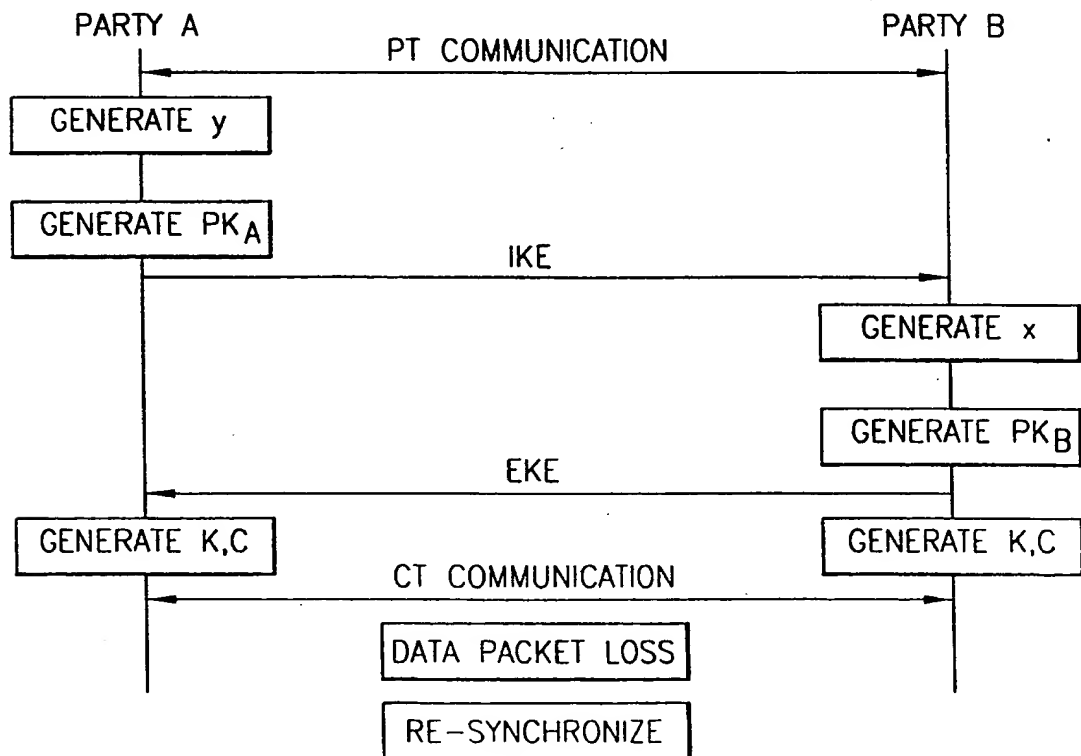 PARTY A
PARTY B
PT COMMUNICATION
GENERATE y
GENERATE PKA
IKE
GENERATE x
GENERATE PKB
EKE
GENERATE K,C
GENERATE K,C
CT COMMUNICATION
DATA PACKET LOSS
RE-SYNCHRONIZE